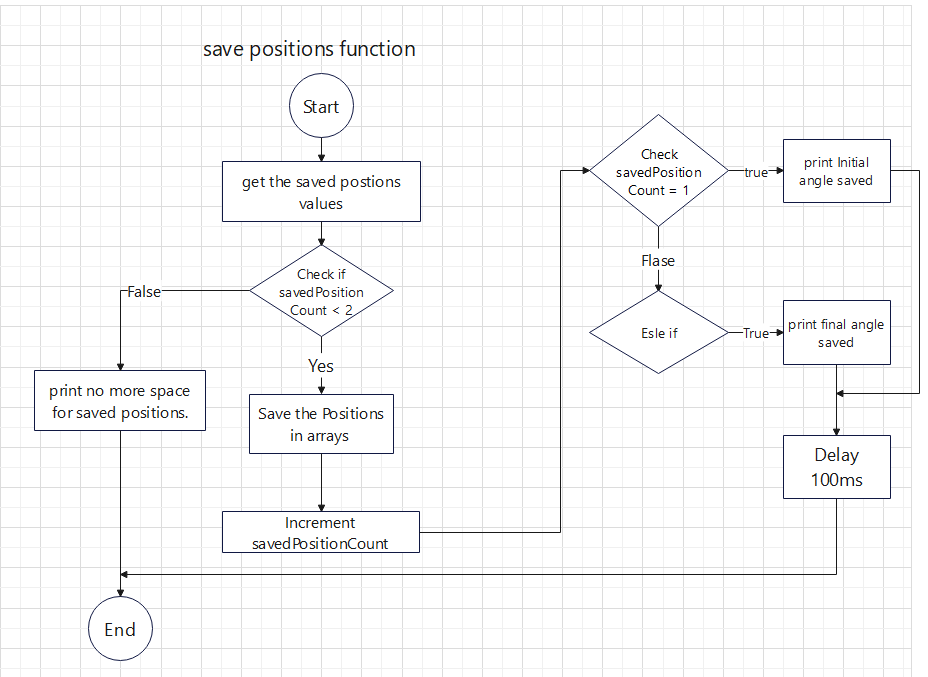 save positions function
Start
get the saved postions
values
Check if
savedPosition
Count < 2
False
Yes
print no more space
for saved positions.
Save the Positions
in arrays
Increment
savedPositionCount
Check
savedPosition
Count = 1
true
print Initial
angle saved
Flase
Esle if
True
print final angle
saved
Delay
100ms
End